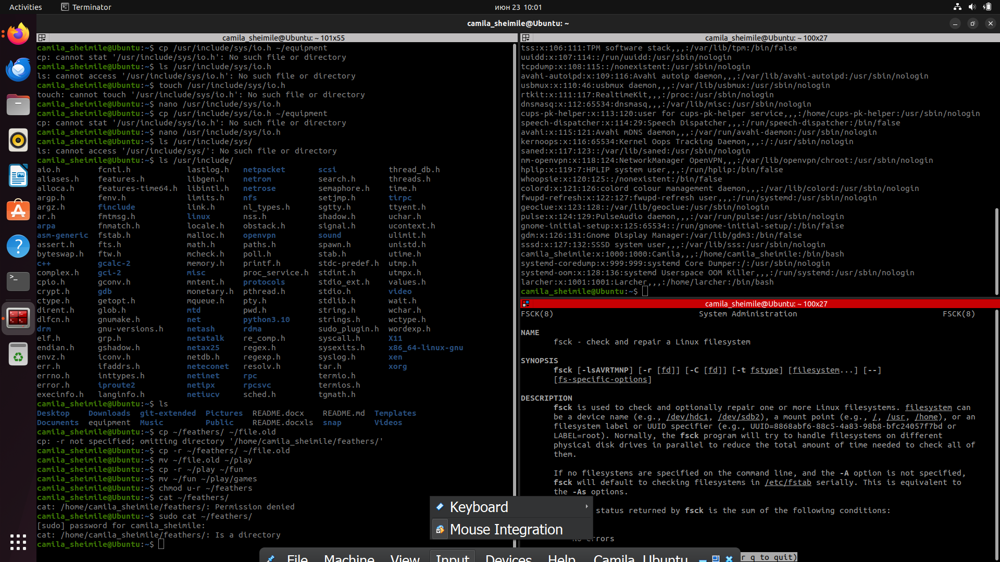 Activities
Terminator
июн 23 10:01
camila_sheimile@Ubuntu: ~
camila_sheimile@Ubuntu: ~ 101x55
camila_sheimile@Ubuntu:~$ cp /usr/include/sys/io.h ~/equipment
cp: cannot stat '/usr/include/sys/io.h': No such file or directory
camila_sheimile@Ubuntu:~$ ls /usr/include/sys/io.h
ls: cannot access '/usr/include/sys/io.h': No such file or directory
camila_sheimile@Ubuntu:~$ touch /usr/include/sys/io.h
touch: cannot touch '/usr/include/sys/io.h': No such file or directory
camila_sheimile@Ubuntu:~$ nano /usr/include/sys/io.h
camila_sheimile@Ubuntu:~$ cp /usr/include/sys/io.h ~/equipment
cp: cannot stat '/usr/include/sys/io.h': No such file or directory
camila_sheimile@Ubuntu:~$ nano /usr/include/sys/io.h
camila_sheimile@Ubuntu:~$ ls /usr/include/sys/
ls: cannot access '/usr/include/sys/': No such file or directory
camila_sheimile@Ubuntu:~$ ls /usr/include/
aio.h fcntl.h lastlog.h netpacket scsi thread_db.h
aliases.h features.h libgen.h netrom search.h threads.h
alloca.h features-time64.h libintl.h netrose semaphore.h time.h
argp.h fenv.h limits.h nfs setjmp.h tirpc
argz.h finclude link.h nl_types.h sgtty.h ttyent.h
ar.h fmtmsg.h linux nss.h shadow.h uchar.h
arpa fnmatch.h locale.h obstack.h signal.h ucontext.h
asm-generic fstab.h malloc.h openvpn sound ulimit.h
assert.h fts.h math.h paths.h spawn.h unistd.h
byteswap.h ftw.h mcheck.h poll.h stab.h utime.h
c++ gcalc-2 memory.h printf.h stdc-predef.h utmp.h
complex.h gci-2 misc proc_service.h stdint.h utmpx.h
cpio.h gconv.h mntent.h protocols stdio_ext.h values.h
crypt.h gdb monetary.h pthread.h stdio.h video
ctype.h getopt.h mqueue.h pty.h stdlib.h wait.h
dirent.h glob.h mtd pwd.h string.h wchar.h
dlfcn.h gnumake.h net python3.10 strings.h wctype.h
drm gnu-versions.h netash rdma sudo_plugin.h wordexp.h
elf.h grp.h netatalk re_comp.h syscall.h X11
endian.h gshadow.h netax25 regex.h sysexits.h x86_64-linux-gnu
envz.h iconv.h netdb.h regexp.h syslog.h xen
err.h ifaddrs.h neteconet resolv.h tar.h xorg
errno.h inttypes.h netinet rpc termio.h
error.h iproute2 netipx rpcsvc termios.h
execinfo.h langinfo.h netiucv sched.h tgmath.h
camila_sheimile@Ubuntu:~$ ls
Desktop Downloads git-extended Pictures README.docx README.md Templates
Documents equipment Music Public README.docxls snap Videos
camila_sheimile@Ubuntu:~$ cp ~/feathers/ ~/file.old
cp: -r not specified; omitting directory '/home/camila_sheimile/feathers/'
camila_sheimile@Ubuntu:~$ cp -r ~/feathers/ ~/file.old
camila_sheimile@Ubuntu:~$ mv ~/file.old ~/play
camila_sheimile@Ubuntu:~$ cp -r ~/play ~/fun
camila_sheimile@Ubuntu:~$ mv ~/fun ~/play/games
camila_sheimile@Ubuntu:~$ chmod u-r ~/feathers
camila_sheimile@Ubuntu:~$ cat ~/feathers/
cat: /home/camila_sheimile/feathers/: Permission denied
camila_sheimile@Ubuntu:~$ sudo cat ~/feathers/
[sudo] password for camila_sheimile:
cat: /home/camila_sheimile/feathers/: Is a directory
camila_sheimile@Ubuntu:~$
camila_sheimile@Ubuntu: ~ 100x27
tss:x:106:111:TPM software stack,,,:/var/lib/tpm:/bin/false
uuidd:x:107:114::/run/uuidd:/usr/sbin/nologin
tcpdump:x:108:115::/nonexistent:/usr/sbin/nologin
avahi-autoipd:x:109:116:Avahi autoip daemon,,,:/var/lib/avahi-autoipd:/usr/sbin/nologin
usbmux:x:110:46:usbmux daemon,,,:/var/lib/usbmux:/usr/sbin/nologin
rtkit:x:111:117:RealtimeKit,,,:/proc:/usr/sbin/nologin
dnsmasq:x:112:65534:dnsmasq,,,:/var/lib/misc:/usr/sbin/nologin
cups-pk-helper:x:113:120:user for cups-pk-helper service,,,:/home/cups-pk-helper:/usr/sbin/nologin
speech-dispatcher:x:114:29:Speech Dispatcher,,,:/run/speech-dispatcher:/bin/false
avahi:x:115:121:Avahi mDNS daemon,,,:/var/run/avahi-daemon:/usr/sbin/nologin
kernoops:x:116:65534:Kernel Oops Tracking Daemon,,,:/:/usr/sbin/nologin
saned:x:117:123::/var/lib/saned:/usr/sbin/nologin
nm-openvpn:x:118:124:NetworkManager OpenVPN,,,:/var/lib/openvpn/chroot:/usr/sbin/nologin
hplip:x:119:7:HPLIP system user,,,:/run/hplip:/bin/false
whoopsie:x:120:125::/nonexistent:/bin/false
colord:x:121:126:colord colour management daemon,,,:/var/lib/colord:/usr/sbin/nologin
fwupd-refresh:x:122:127:fwupd-refresh user,,,:/run/systemd:/usr/sbin/nologin
geoclue:x:123:128::/var/lib/geoclue:/usr/sbin/nologin
pulse:x:124:129:PulseAudio daemon,,,:/var/run/pulse:/usr/sbin/nologin
gnome-initial-setup:x:125:65534::/run/gnome-initial-setup/:/bin/false
gdm:x:126:131:Gnome Display Manager:/var/lib/gdm3:/bin/false
sssd:x:127:132:SSSD system user,,,:/var/lib/sss:/usr/sbin/nologin
camila_sheimile:x:1000:1000:Camila,,,:/home/camila_sheimile:/bin/bash
systemd-coredump:x:999:999:systemd Core Dumper:/:/usr/sbin/nologin
systemd-oom:x:128:136:systemd Userspace OOM Killer,,,:/run/systemd:/usr/sbin/nologin
larcher:x:1001:1001:Larcher,,,:/home/larcher:/bin/bash
camila_sheimile@Ubuntu:~$
camila_sheimile@Ubuntu: ~ 100x27
FSCK(8) System Administration FSCK(8)
NAME
fsck - check and repair a Linux filesystem
SYNOPSIS
fsck [-lsAVRTMNP] [-r [fd]] [-C [fd]] [-t fstype] [filesystem...] [--]
[fs-specific-options]
DESCRIPTION
fsck is used to check and optionally repair one or more Linux filesystems. filesystem can
be a device name (e.g., /dev/hdc1, /dev/sdb2), a mount point (e.g., /, /usr, /home), or an
filesystem label or UUID specifier (e.g., UUID=8868abf6-88c5-4a83-98b8-bfc24057f7bd or
LABEL=root). Normally, the fsck program will try to handle filesystems on different
physical disk drives in parallel to reduce the total amount of time needed to check all of
them.
If no filesystems are specified on the command line, and the -A option is not specified,
fsck will default to checking filesystems in /etc/fstab serially. This is equivalent to
the -As options.
status returned by fsck is the sum of the following conditions:
No errors
r q to quit)
Keyboard
Mouse Integration
File Machine View Input Devices Help Camila_Ubuntu